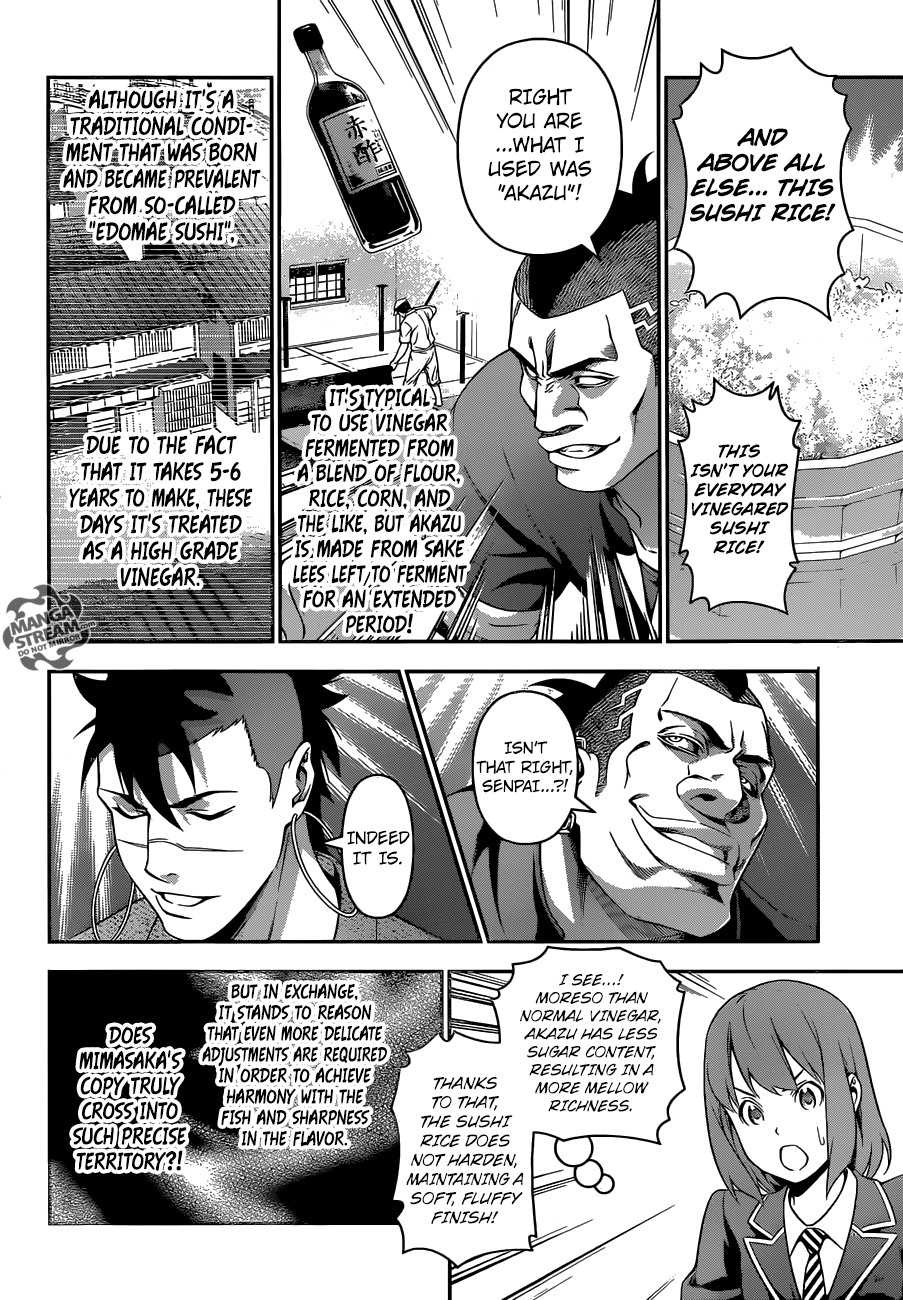 AND
ABOVE ALL
ELSE... THIS
SUSHI RICE!
THIS
ISN'T YOUR
EVERYDAY
VINEGARED
SUSHI
RICE!
RIGHT
YOU ARE
...WHAT I
USED WAS
"AKAZU"!
赤酢
IT'S TYPICAL
TO USE VINEGAR
FERMENTED FROM
A BLEND OF FLOUR,
RICE, CORN, AND
THE LIKE, BUT AKAZU
IS MADE FROM SAKE
LEES LEFT TO FERMENT
FOR AN EXTENDED
PERIOD!
ALTHOUGH IT'S A
TRADITIONAL CONDI-
MENT THAT WAS BORN
AND BECAME PREVALENT
FROM SO-CALLED
"EDOMAE SUSHI",
DUE TO THE FACT
THAT IT TAKES 5-6
YEARS TO MAKE, THESE
DAYS IT'S TREATED
AS A HIGH GRADE
VINEGAR.
MANGA
STREAM.com
DO NOT MIRROR
ISN'T
THAT RIGHT,
SENPAI...?!
INDEED
IT IS.
I SEE...!
MORESO THAN
NORMAL VINEGAR,
AKAZU HAS LESS
SUGAR CONTENT,
RESULTING IN A
MORE MELLOW
RICHNESS.
THANKS
TO THAT,
THE SUSHI
RICE DOES
NOT HARDEN,
MAINTAINING A
SOFT, FLUFFY
FINISH!
BUT IN EXCHANGE,
IT STANDS TO REASON
THAT EVEN MORE DELICATE
ADJUSTMENTS ARE REQUIRED
IN ORDER TO ACHIEVE
HARMONY WITH THE
FISH AND SHARPNESS
IN THE FLAVOR.
DOES
MIMASAKA'S
COPY TRULY
CROSS INTO
SUCH PRECISE
TERRITORY?!